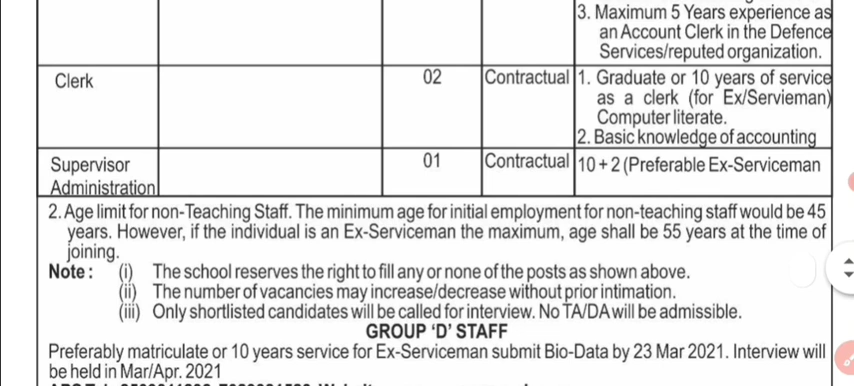 3. Maximum 5 Years experience as
an Account Clerk in the Defence
Services/reputed organization.
Clerk 02 Contractual 1. Graduate or 10 years of service
as a clerk (for Ex/Servieman)
Computer literate.
2. Basic knowledge of accounting
Supervisor 01 Contractual 10+2 (Preferable Ex-Serviceman
Administration
2. Age limit for non-Teaching Staff. The minimum age for initial employment for non-teaching staff would be 45
years. However, if the individual is an Ex-Serviceman the maximum, age shall be 55 years at the time of
joining.
Note : (i) The school reserves the right to fill any or none of the posts as shown above.
(ii) The number of vacancies may increase/decrease without prior intimation.
(iii) Only shortlisted candidates will be called for interview. No TA/DA will be admissible.
GROUP 'D' STAFF
Preferably matriculate or 10 years service for Ex-Serviceman submit Bio-Data by 23 Mar 2021. Interview will
be held in Mar/Apr. 2021